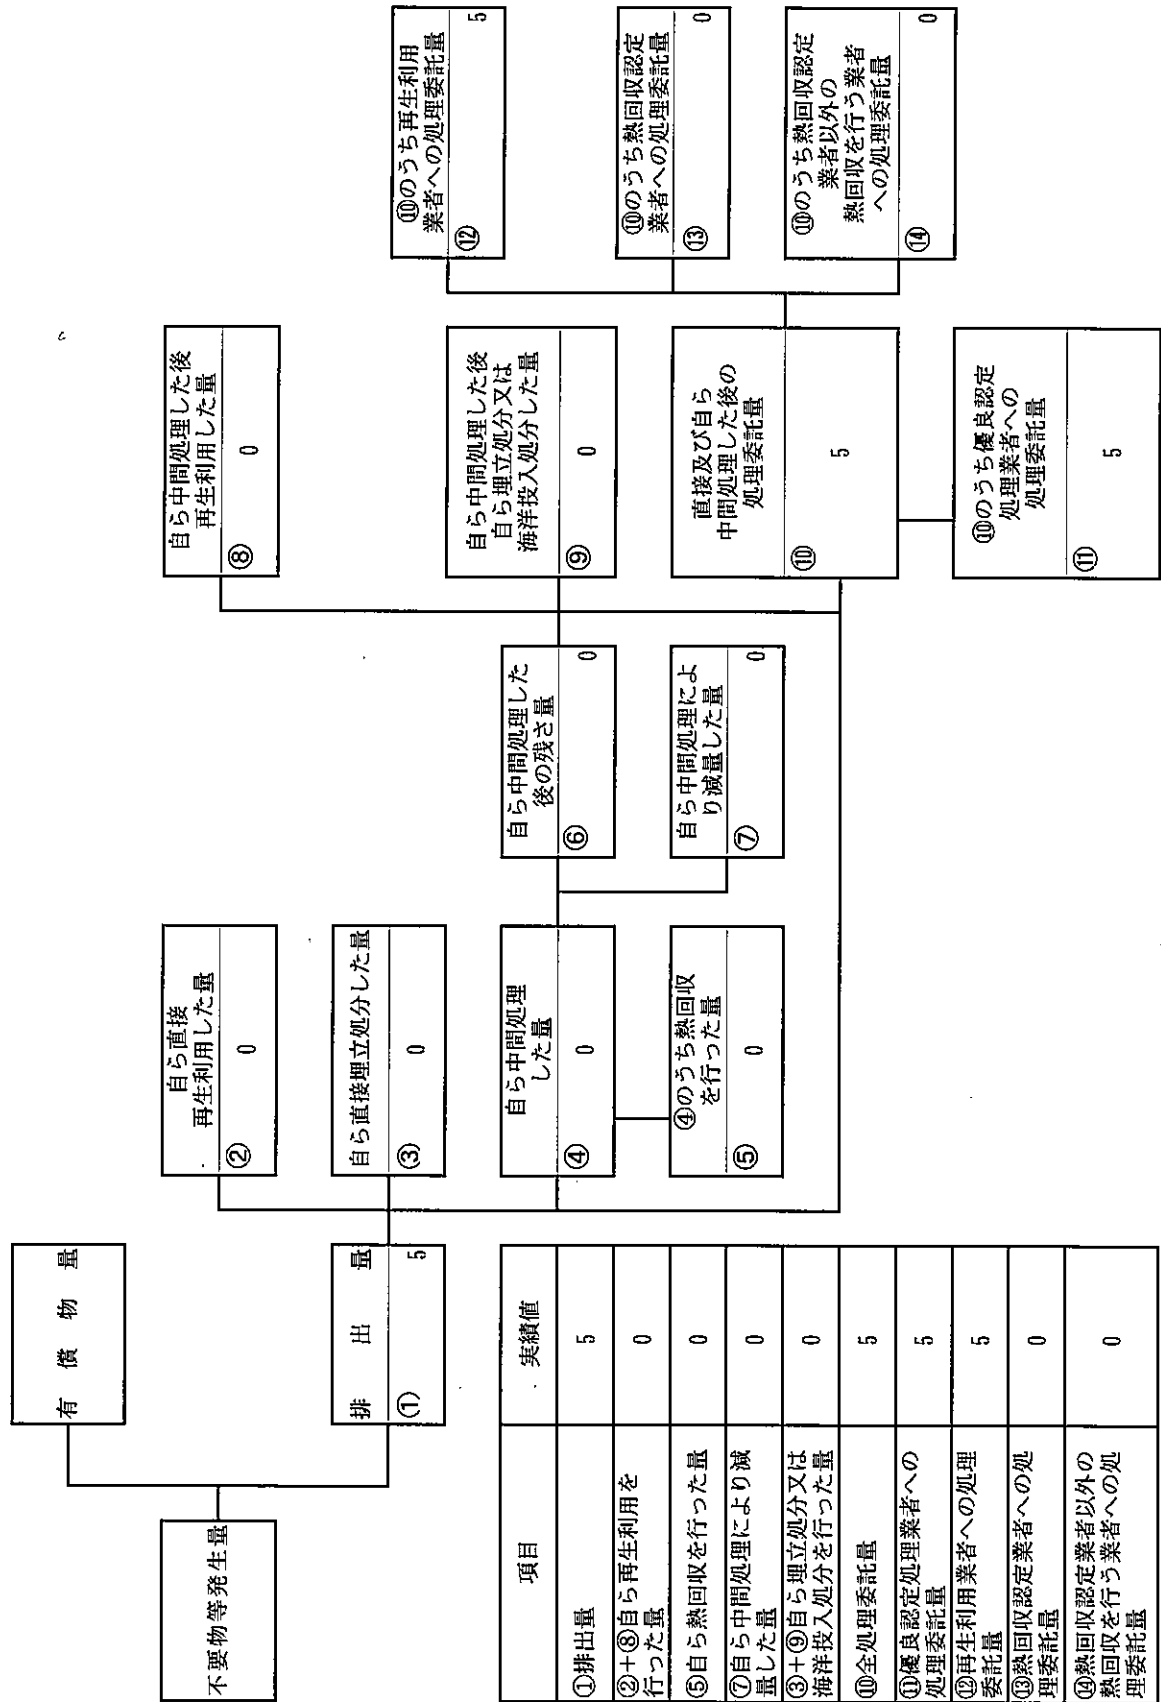 不要物等発生量
有償物量
排出量
① 5
自ら直接
再生利用した量
② 0
自ら直接埋立処分した量
③ 0
自ら中間処理
した量
④ 0
④のうち熱回収
を行った量
⑤ 0
自ら中間処理した
後の残さ量
⑥ 0
自ら中間処理によ
り減量した量
⑦ 0
自ら中間処理した後
再生利用した量
⑧ 0
自ら中間処理した後
自ら埋立処分又は
海洋投入処分した量
⑨ 0
直接及び自ら
中間処理した後の
処理委託量
⑩ 5
⑩のうち優良認定
処理業者への
処理委託量
⑪ 5
⑩のうち再生利用
業者への処理委託量
⑫ 5
⑩のうち熱回収認定
業者への処理委託量
⑬ 0
⑩のうち熱回収認定
業者以外の
熱回収を行う業者
への処理委託量
⑭ 0
項目 実績値
①排出量 5
②+⑧自ら再生利用を
行った量 0
⑤自ら熱回収を行った量 0
⑦自ら中間処理により減
量した量 0
③+⑨自ら埋立処分又は
海洋投入処分を行った量 0
⑩全処理委託量 5
⑪優良認定処理業者への
処理委託量 5
⑫再生利用業者への処理
委託量 5
⑬熱回収認定業者への処
理委託量 0
⑭熱回収認定業者以外の
熱回収を行う業者への処
理委託量 0